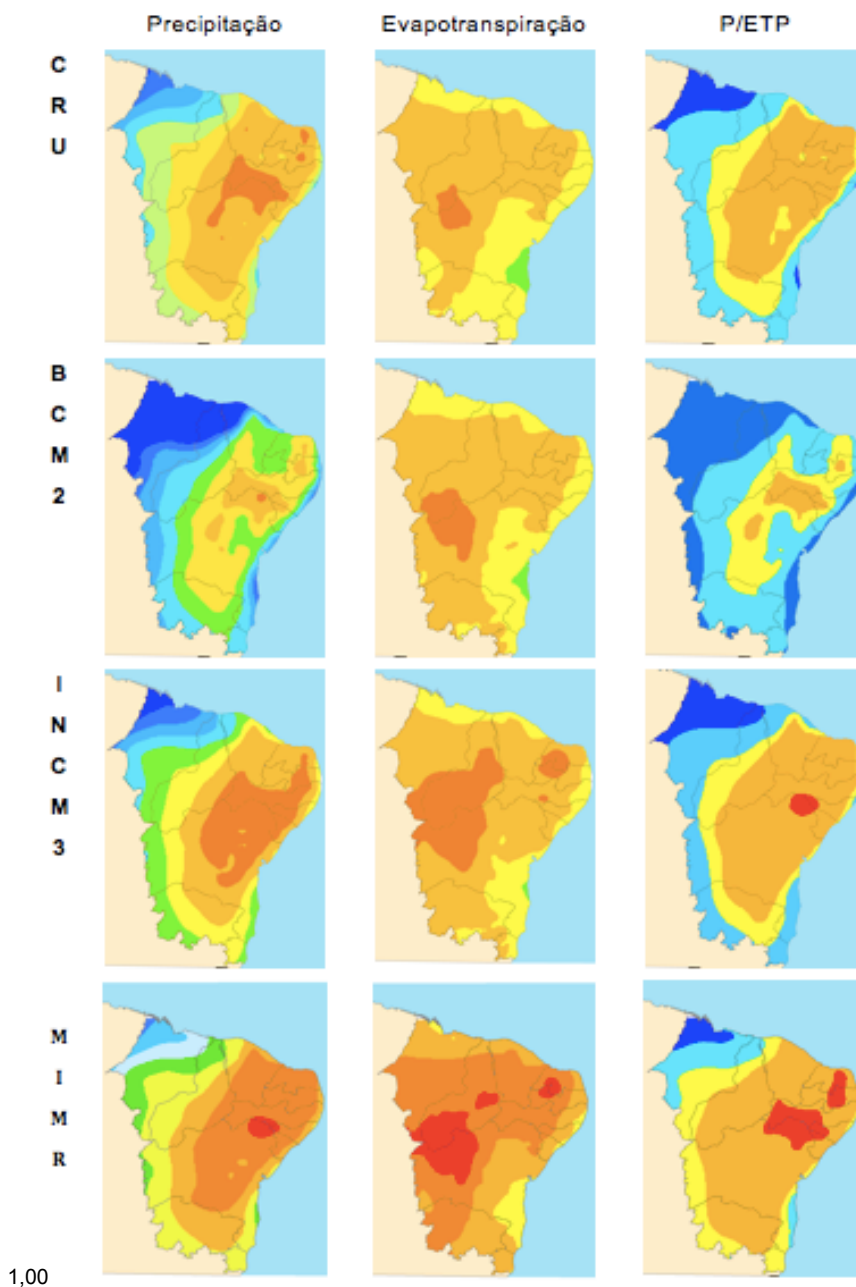 Precipitação Evapotranspiração P/ETP
C
R
U
B
C
M
2
I
N
C
M
3
M
I
M
R
1,00